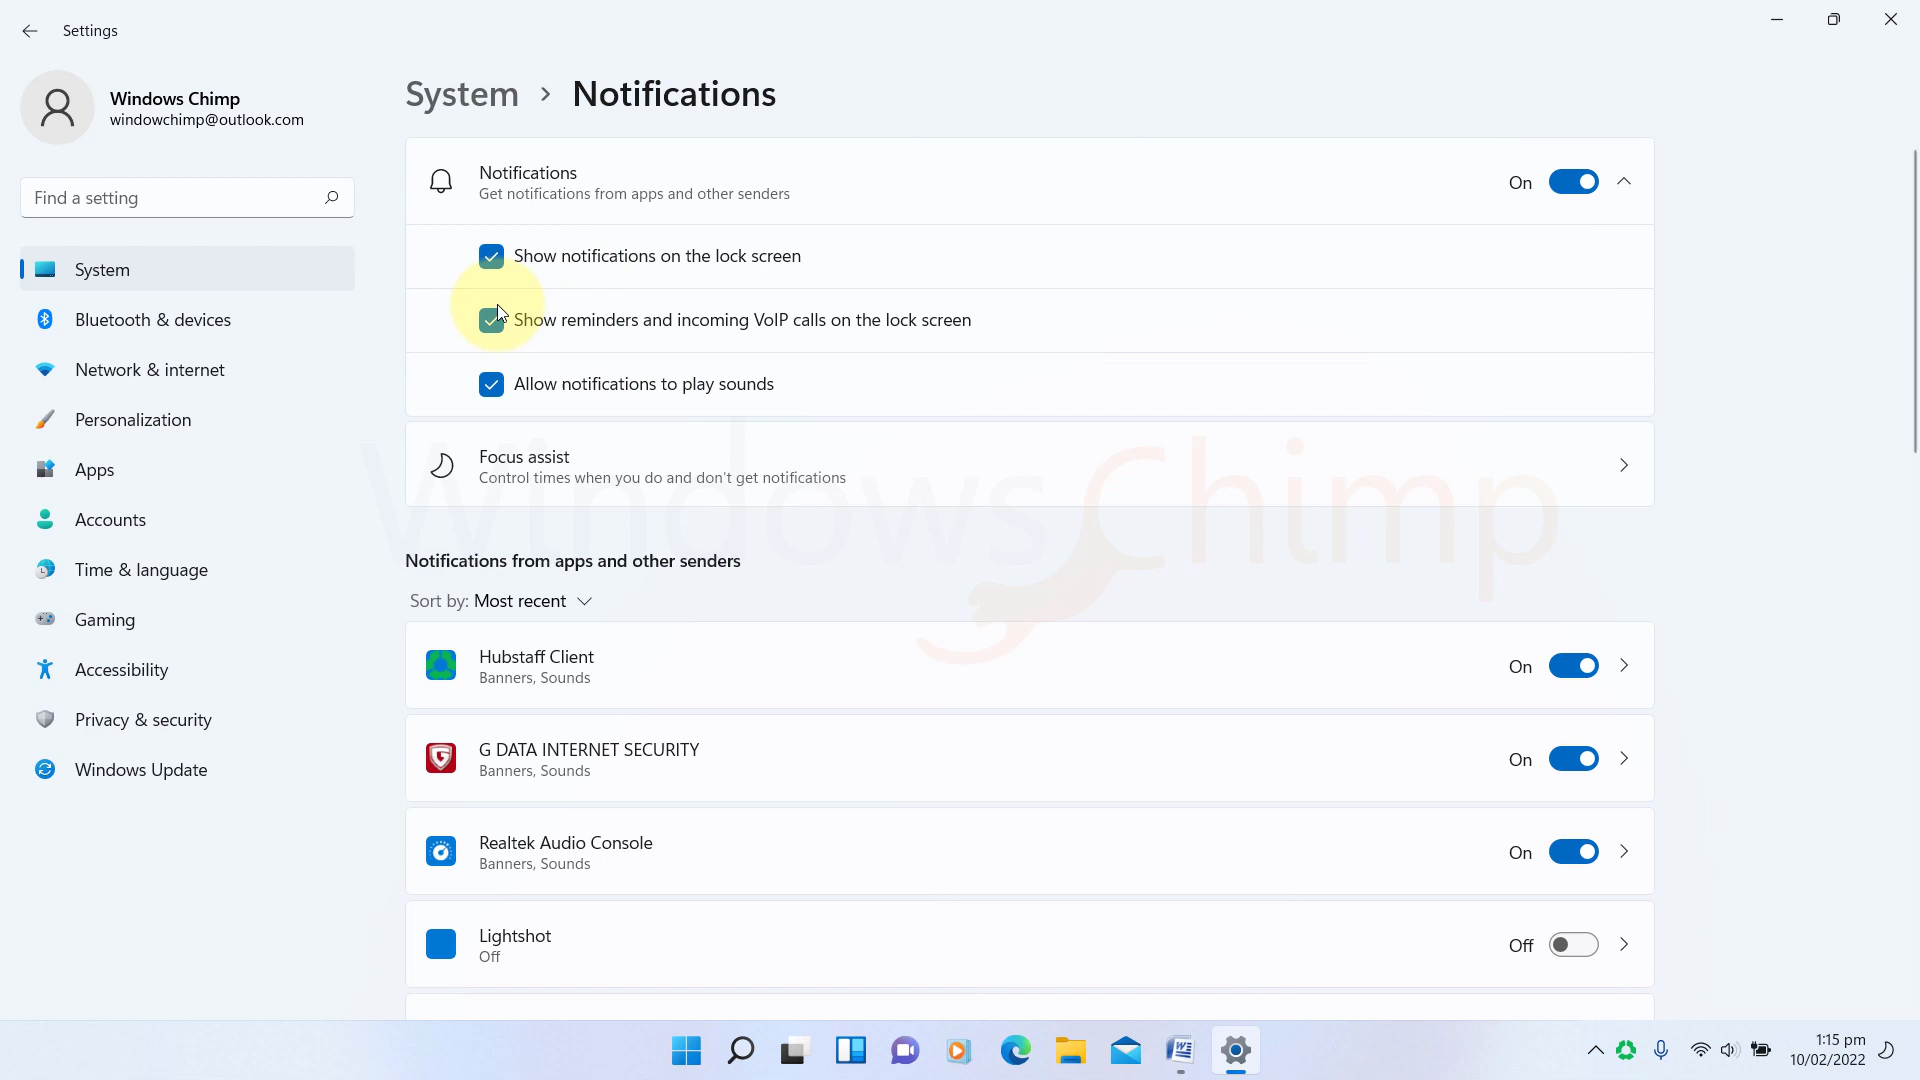 Settings
Windows Chimp
windowchimp@outlook.com
Find a setting
System
Bluetooth & devices
Network & internet
Personalization
Apps
Accounts
Time & language
Gaming
Accessibility
Privacy & security
Windows Update
System > Notifications
Notifications
Get notifications from apps and other senders
On
Show notifications on the lock screen
Show reminders and incoming VoIP calls on the lock screen
Allow notifications to play sounds
Focus assist
Control times when you do and don't get notifications
WindowsChimp
Notifications from apps and other senders
Sort by: Most recent
Hubstaff Client
Banners, Sounds
On
G DATA INTERNET SECURITY
Banners, Sounds
On
Realtek Audio Console
Banners, Sounds
On
Lightshot
Off
Off
1:15 pm
10/02/2022